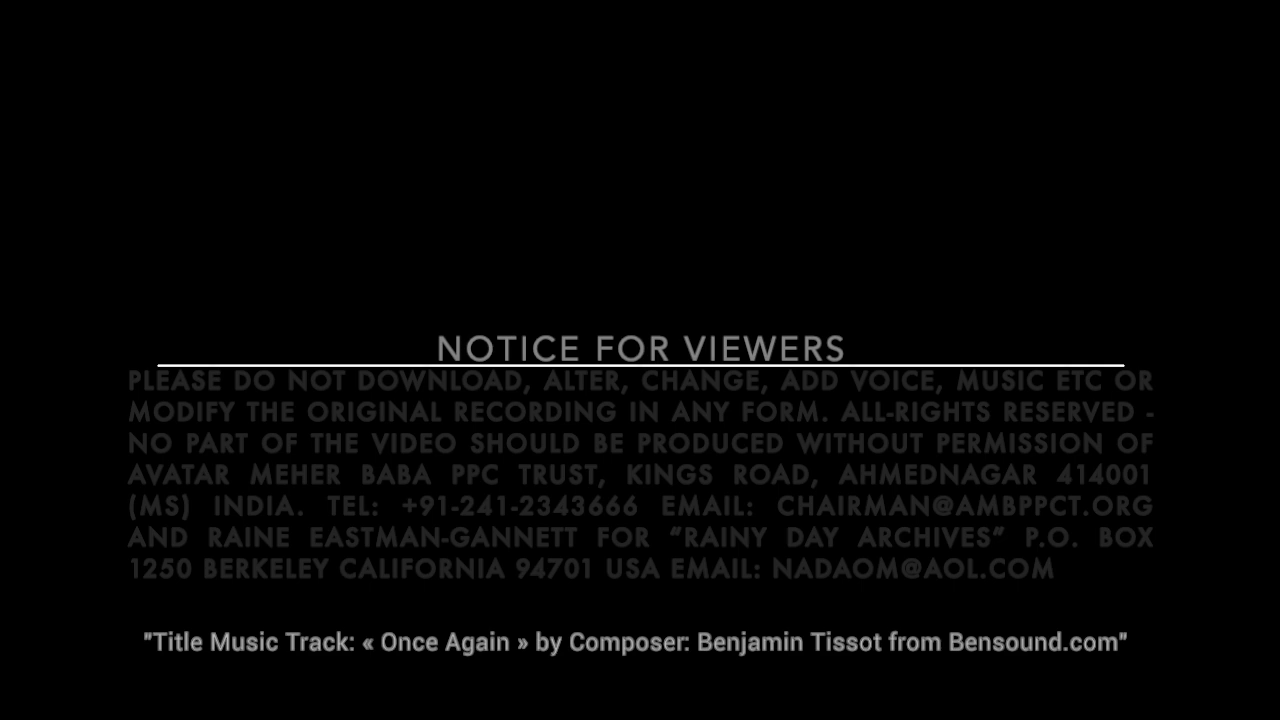 NOTICE FOR VIEWERS
PLEASE DO NOT DOWNLOAD, ALTER, CHANGE, ADD VOICE, MUSIC ETC OR
MODIFY THE ORIGINAL RECORDING IN ANY FORM. ALL-RIGHTS RESERVED -
NO PART OF THE VIDEO SHOULD BE PRODUCED WITHOUT PERMISSION OF
AVATAR MEHER BABA PPC TRUST, KINGS ROAD, AHMEDNAGAR 414001
(MS) INDIA. TEL: +91-241-2343666 EMAIL: CHAIRMAN@AMBPPCT.ORG
AND RAINE EASTMAN-GANNETT FOR “RAINY DAY ARCHIVES” P.O. BOX
1250 BERKELEY CALIFORNIA 94701 USA EMAIL: NADAOM@AOL.COM
"Title Music Track: « Once Again » by Composer: Benjamin Tissot from Bensound.com"